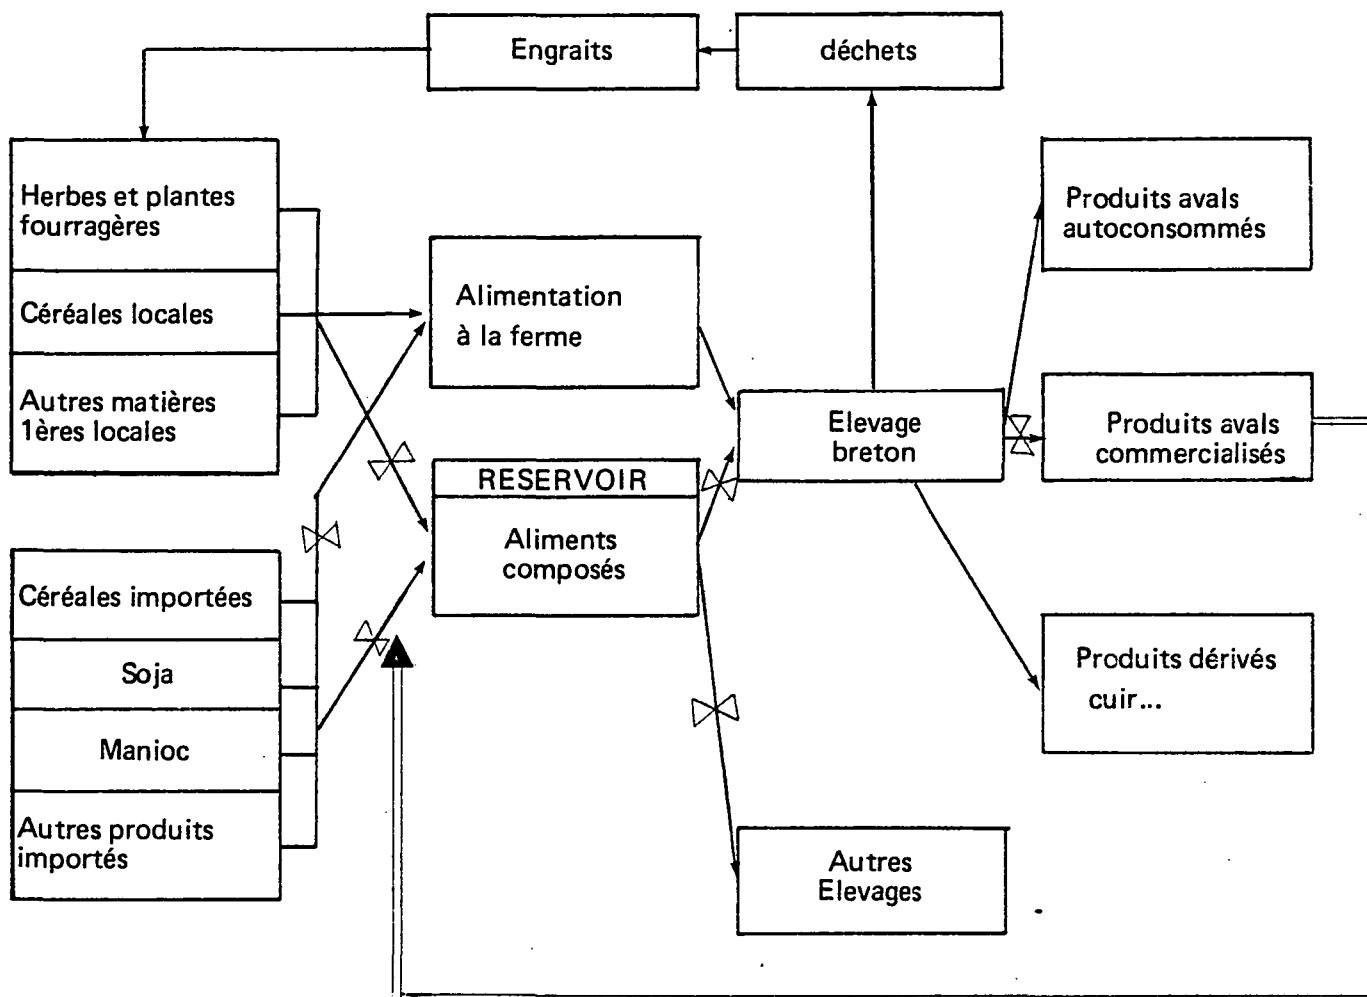 Engraits
déchets
Herbes et plantes
fourragères
Céréales locales
Autres matières
1ères locales
Alimentation
à la ferme
RESERVOIR
Aliments
composés
Elevage
breton
Produits avals
autoconsommés
Produits avals
commercialisés
Céréales importées
Soja
Manioc
Autres produits
importés
Produits dérivés
cuir...
Autres
Elevages